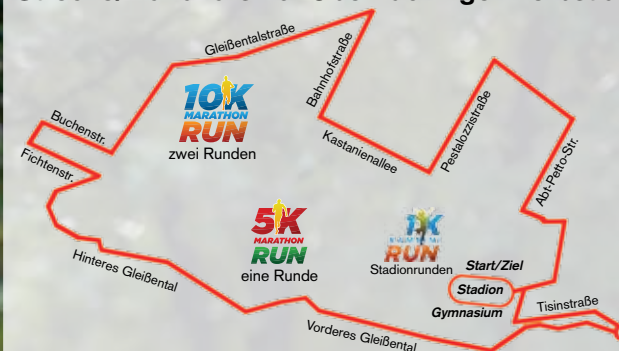 Gleißentalstraße
Bahnhofstraße
10K
MARATHON
RUN
zwei Runden
Buchenstr.
Fichtenstr.
Kastanienallee
Pestalozzistraße
Abt-Petto-Str.
5K
MARATHON
RUN
eine Runde
1K
RUN
Stadionrunden
Start/Ziel
Stadion
Gymnasium
Tisinstraße
Hinteres Gleißental
Vorderes Gleißental